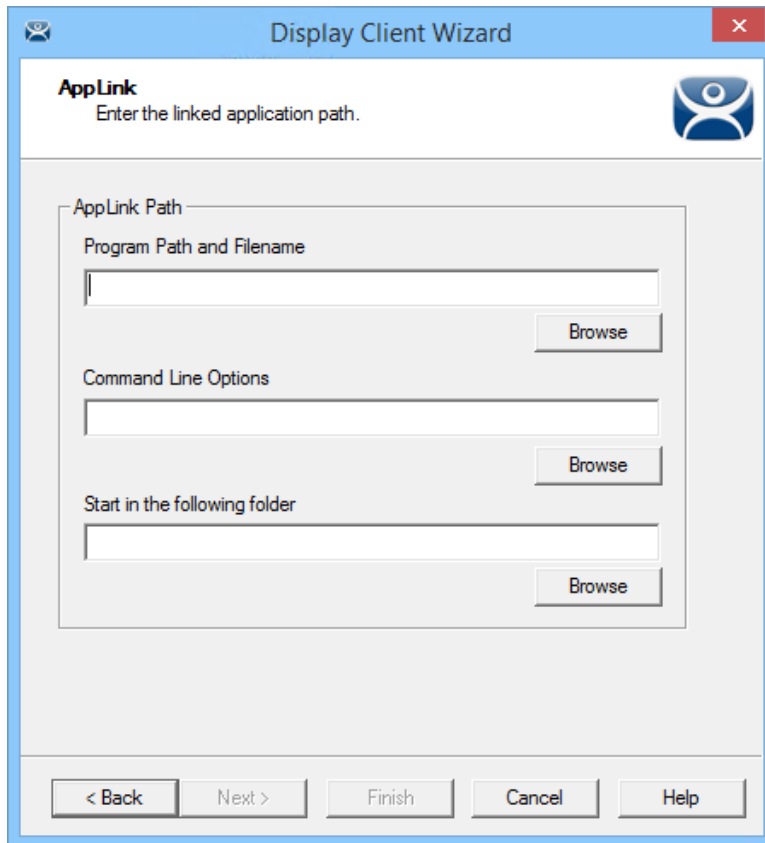 Display Client Wizard
AppLink
Enter the linked application path.
AppLink Path
Program Path and Filename
Browse
Command Line Options
Browse
Start in the following folder
Browse
< Back Next > Finish Cancel Help